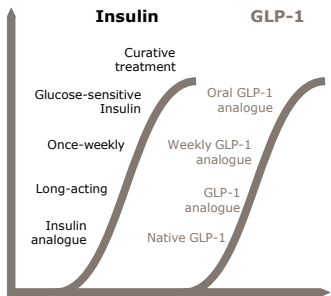 Insulin
GLP-1
Curative
treatment
Glucose-sensitive
Insulin
Once-weekly
Long-acting
Insulin
analogue
Oral GLP-1
analogue
Weekly GLP-1
analogue
GLP-1
analogue
Native GLP-1